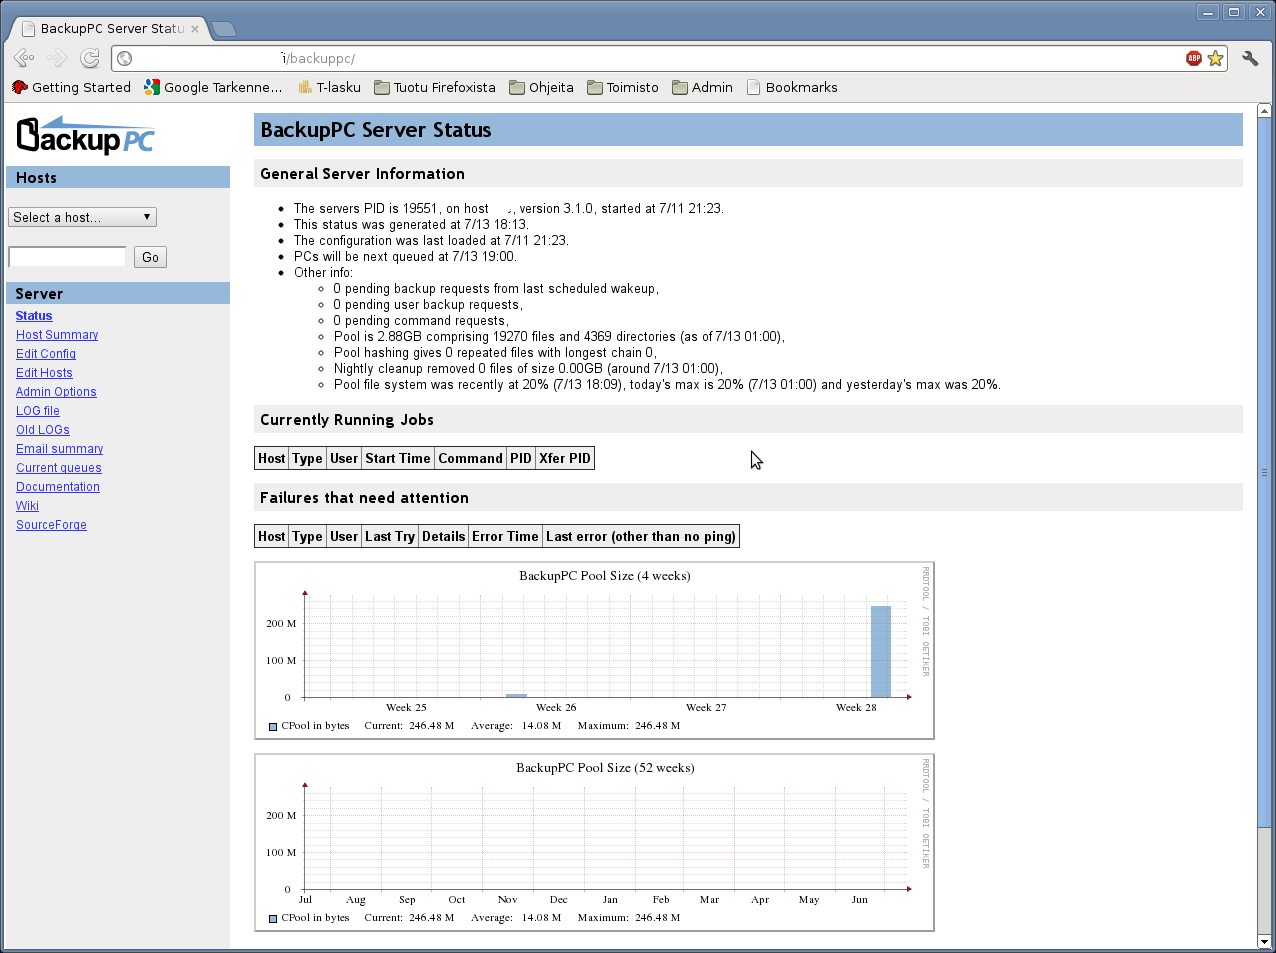 BackupPC Server Statu
/backuppc/
ABP
Getting Started
Google Tarkenne...
T-lasku
Tuotu Firefoxista
Ohjeita
Toimisto
Admin
Bookmarks
BackupPC
Hosts
Select a host...
Go
Server
Status
Host Summary
Edit Config
Edit Hosts
Admin Options
LOG file
Old LOGs
Email summary
Current queues
Documentation
Wiki
SourceForge
BackupPC Server Status
General Server Information
The servers PID is 19551, on host , version 3.1.0, started at 7/11 21:23.
This status was generated at 7/13 18:13.
The configuration was last loaded at 7/11 21:23.
PCs will be next queued at 7/13 19:00.
Other info:
0 pending backup requests from last scheduled wakeup,
0 pending user backup requests,
0 pending command requests,
Pool is 2.88GB comprising 19270 files and 4369 directories (as of 7/13 01:00),
Pool hashing gives 0 repeated files with longest chain 0,
Nightly cleanup removed 0 files of size 0.00GB (around 7/13 01:00),
Pool file system was recently at 20% (7/13 18:09), today's max is 20% (7/13 01:00) and yesterday's max was 20%.
Currently Running Jobs
Host Type User Start Time Command PID Xfer PID
Failures that need attention
Host Type User Last Try Details Error Time Last error (other than no ping)
BackupPC Pool Size (4 weeks)
200 M
100 M
0
Week 25 Week 26 Week 27 Week 28
CPool in bytes Current: 246.48 M Average: 14.08 M Maximum: 246.48 M
RRDTOOL / TOBI OETIKER
BackupPC Pool Size (52 weeks)
200 M
100 M
0
Jul Aug Sep Oct Nov Dec Jan Feb Mar Apr May Jun
CPool in bytes Current: 246.48 M Average: 14.08 M Maximum: 246.48 M
RRDTOOL / TOBI OETIKER